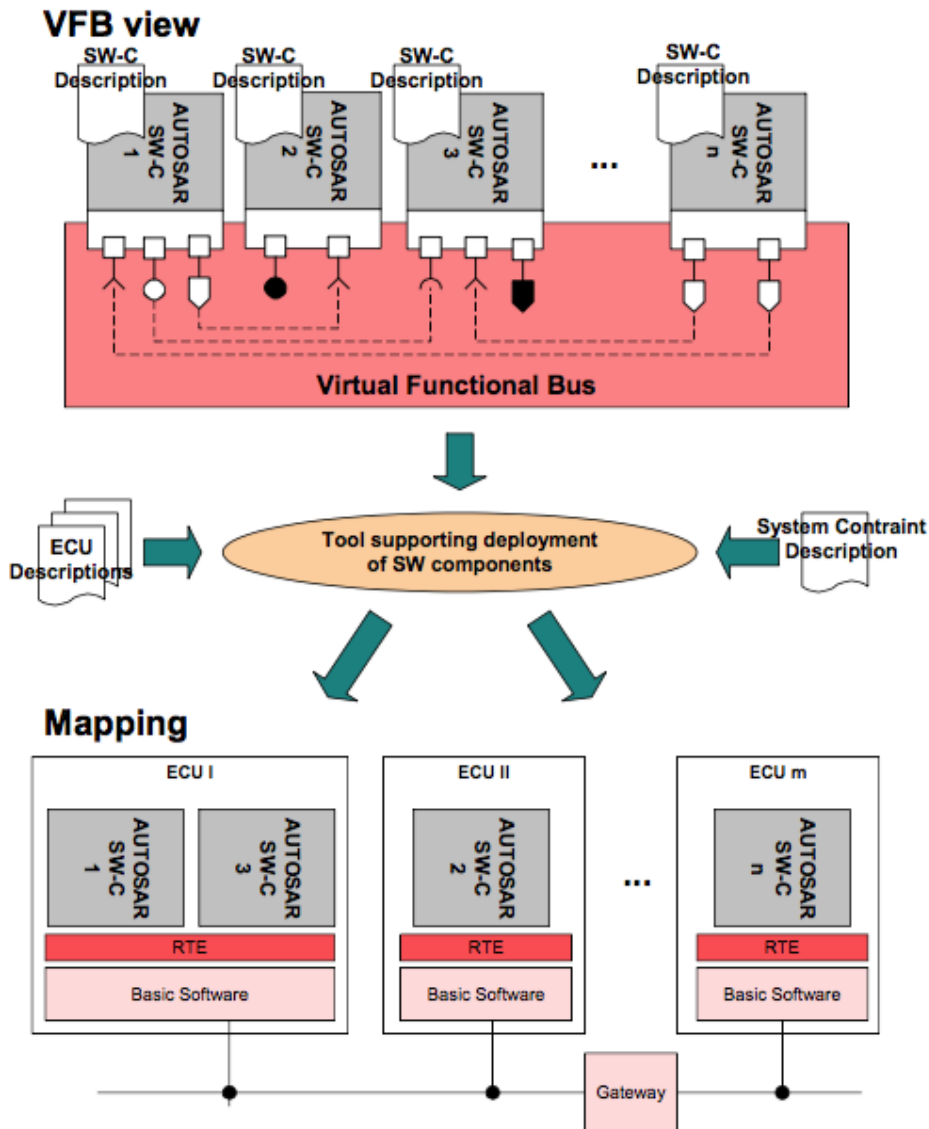 VFB view
SW-C
Description
SW-C
Description
SW-C
Description
SW-C
Description
AUTOSAR
SW-C
1
AUTOSAR
SW-C
2
AUTOSAR
SW-C
3
...
AUTOSAR
SW-C
n
Virtual Functional Bus
ECU
Descriptions
Tool supporting deployment
of SW components
System Contraint
Description
Mapping
ECU I
ECU II
ECU m
AUTOSAR
SW-C
1
AUTOSAR
SW-C
3
AUTOSAR
SW-C
2
...
AUTOSAR
SW-C
n
RTE
RTE
RTE
Basic Software
Basic Software
Basic Software
Gateway